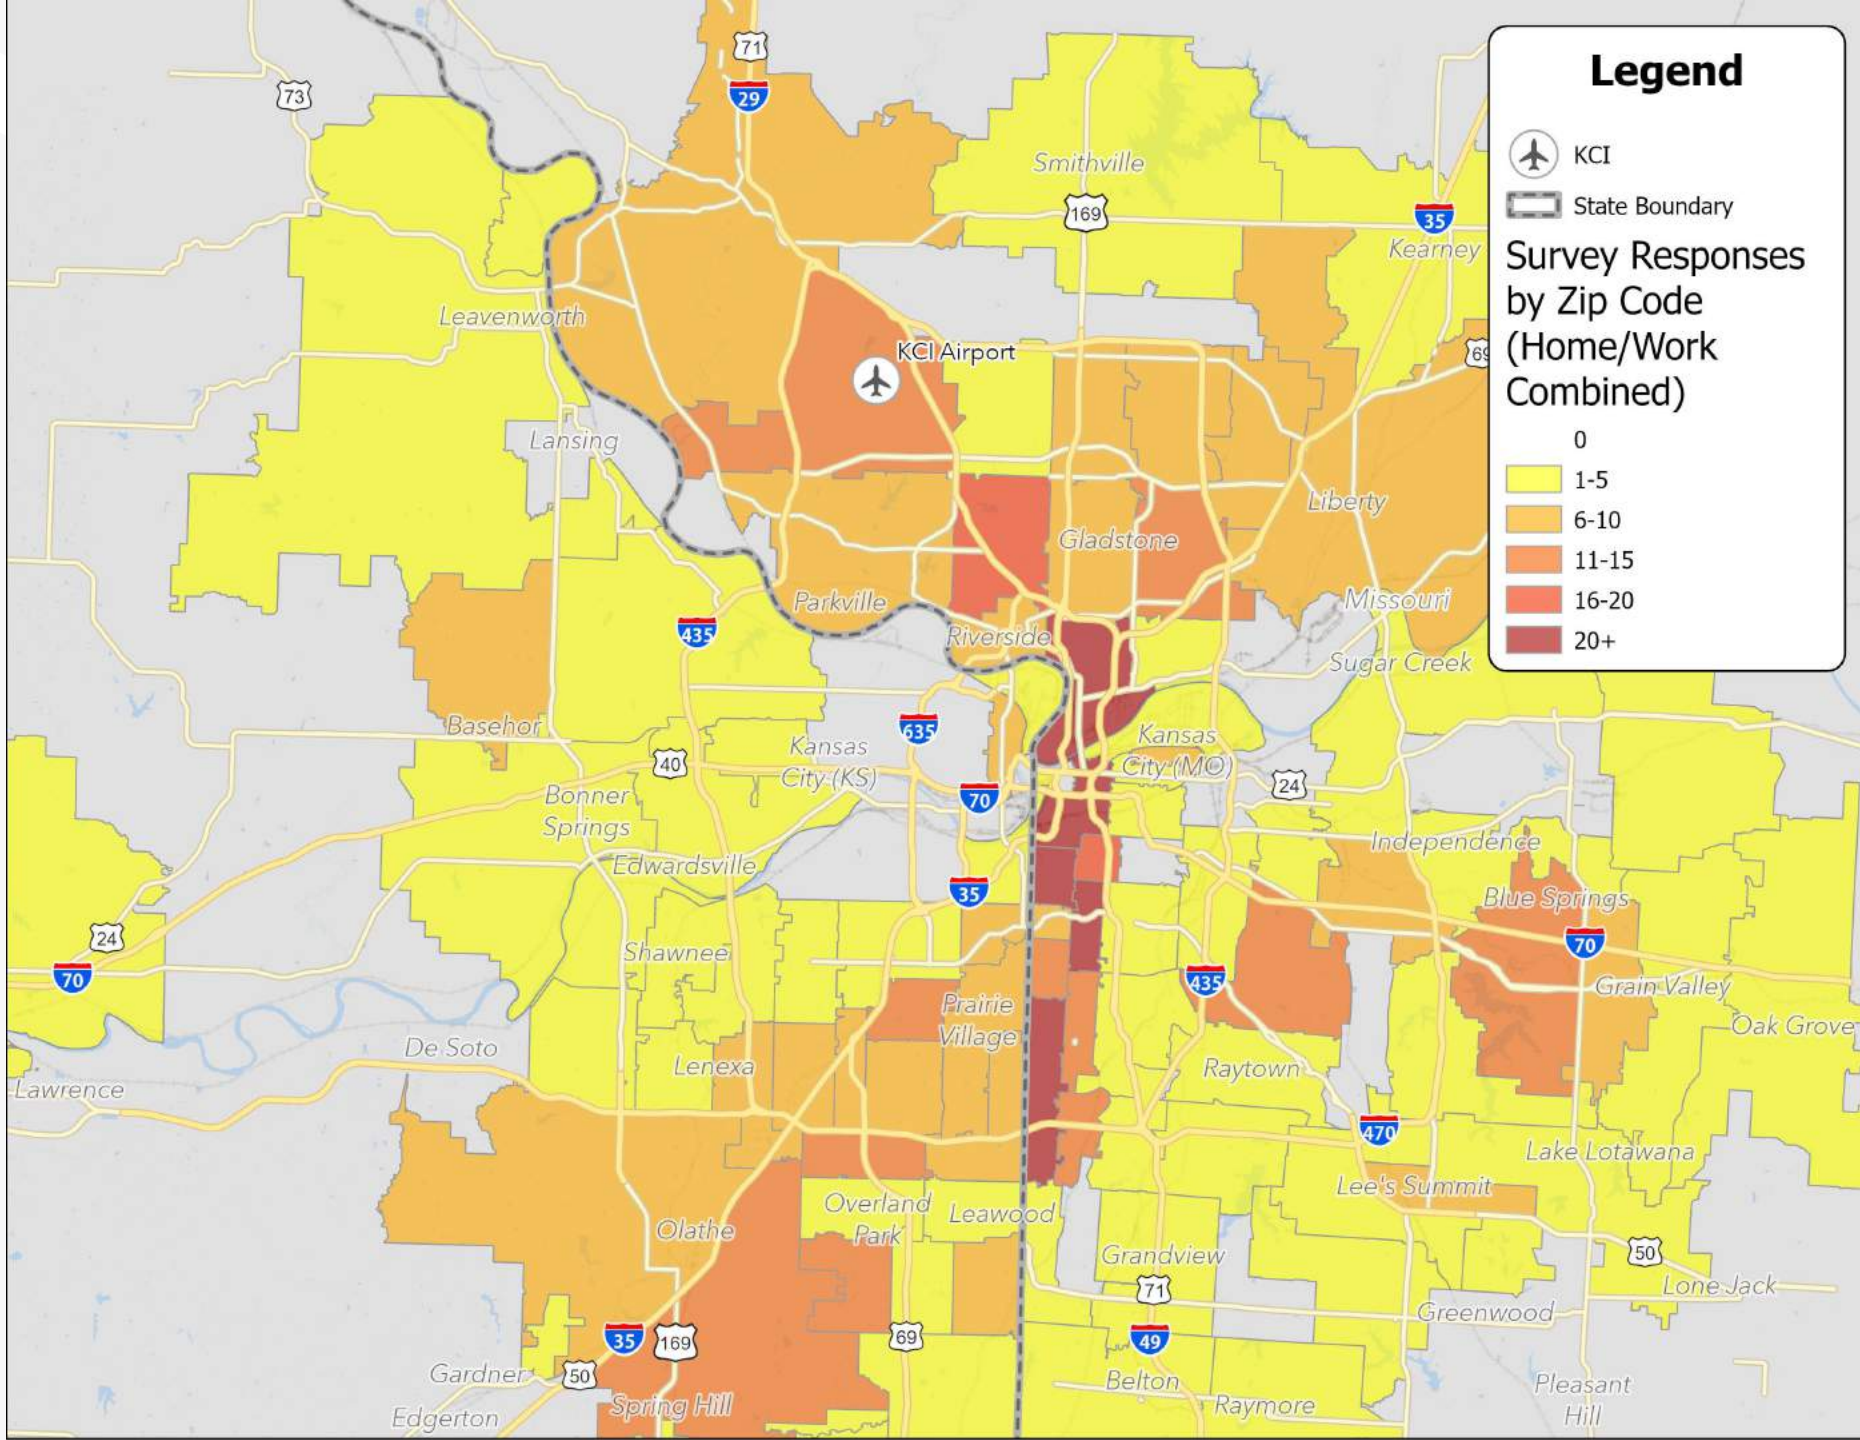 71
29
73
Smithville
169
35
Kearney
Leavenworth
KCI Airport
Lansing
Liberty
Gladstone
Parkville
Missouri
435
Riverside
Sugar Creek
Basehor
635
Kansas
City (KS)
Kansas
City (MO)
40
24
70
Bonner
Springs
Independence
Edwardsville
35
Blue Springs
24
70
Shawnee
70
435
Grain Valley
Prairie
Village
Oak Grove
De Soto
Lenexa
Raytown
Lawrence
470
Lake Lotawana
Lee's Summit
Overland
Park
Leawood
Olathe
Grandview
50
71
Lone Jack
Greenwood
35
169
69
49
Gardner
50
Belton
Pleasant
Hill
Spring Hill
Raymore
Edgerton
Legend
KCI
State Boundary
Survey Responses
by Zip Code
(Home/Work
Combined)
0
1-5
6-10
11-15
16-20
20+